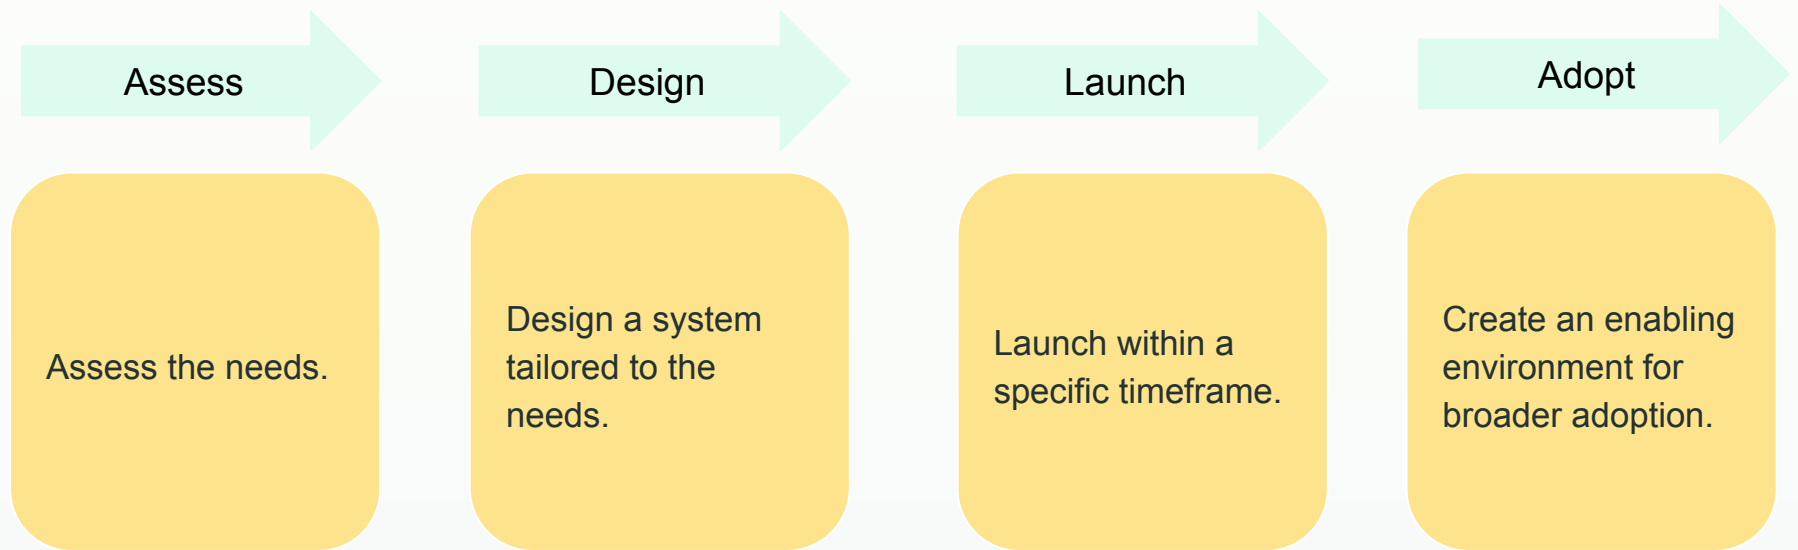 Assess
Design
Launch
Adopt
Assess the needs.
Design a system
tailored to the
needs.
Launch within a
specific timeframe.
Create an enabling
environment for
broader adoption.